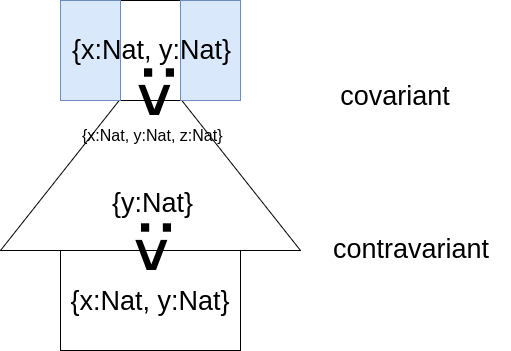 {x:Nat, y:Nat}
<:
covariant
{x:Nat, y:Nat, z:Nat}
{y:Nat}
<:
contravariant
{x:Nat, y:Nat}